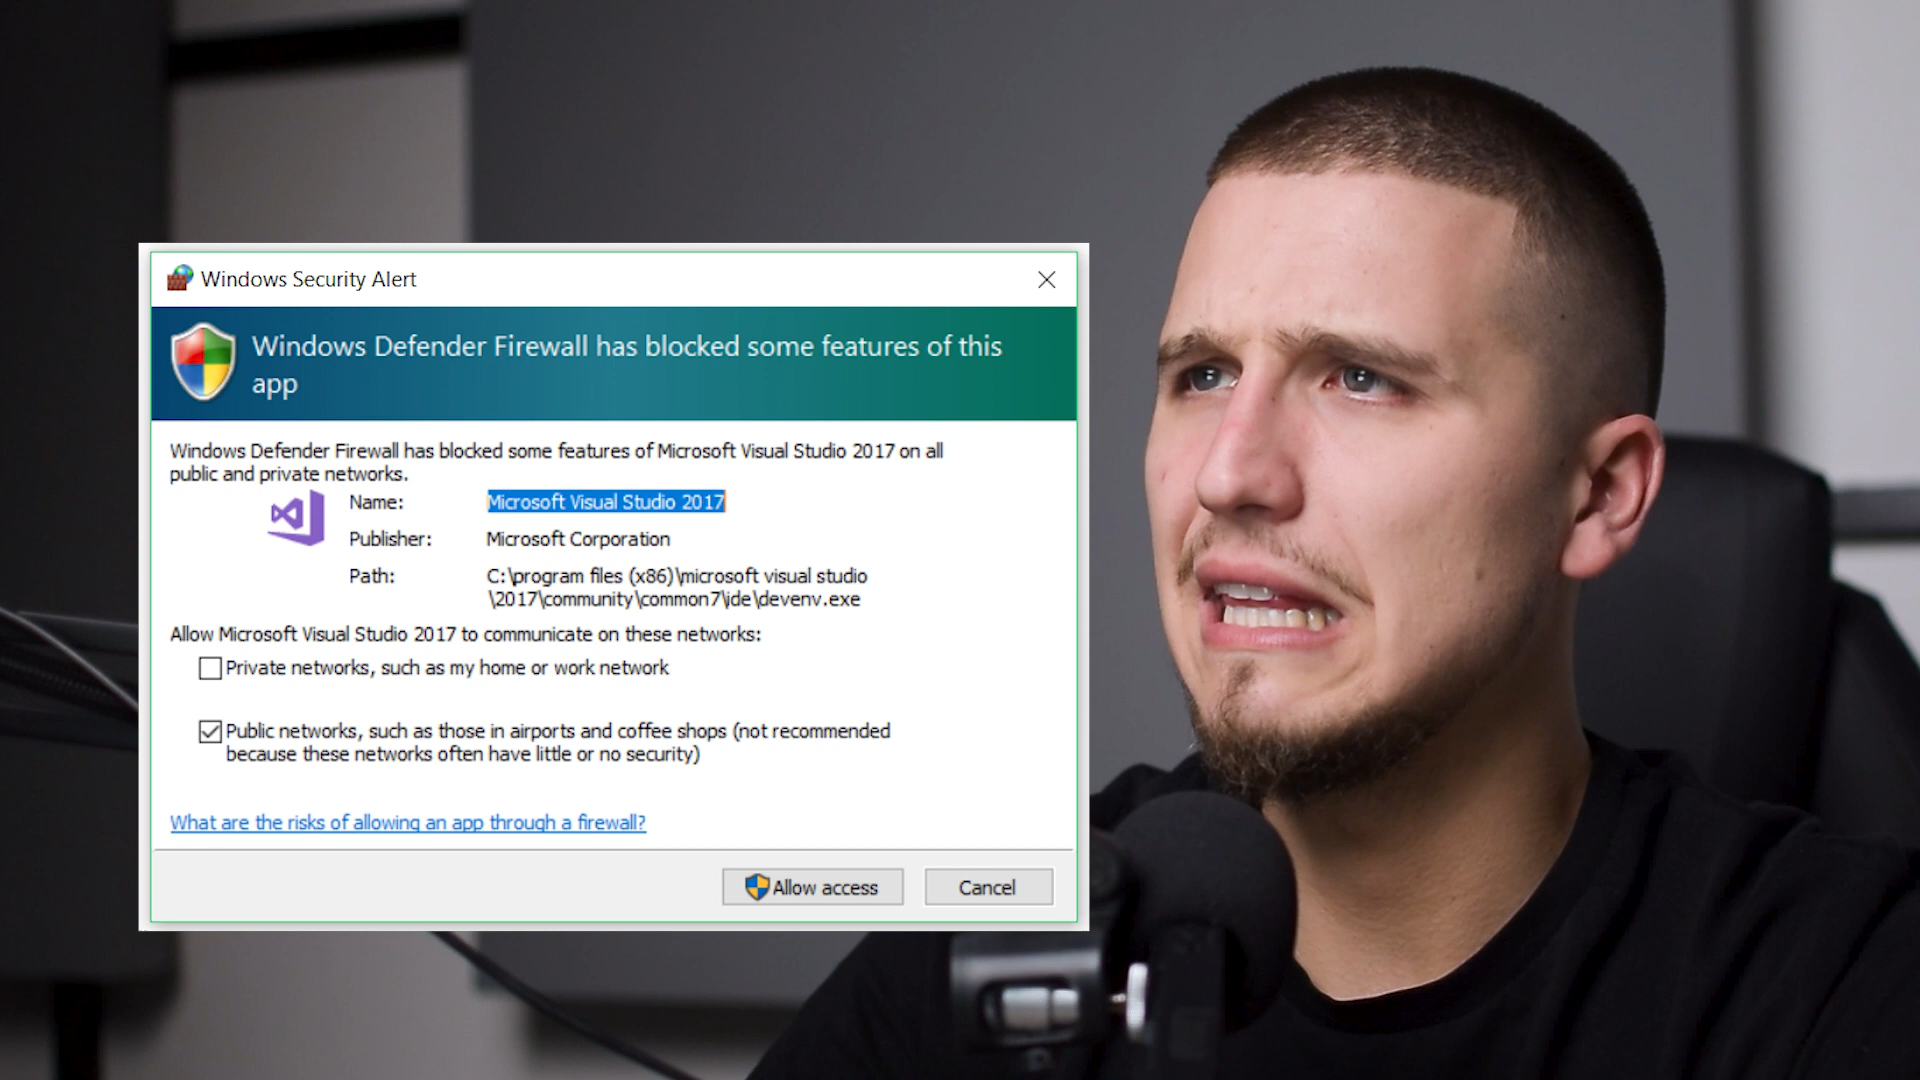 Windows Security Alert
Windows Defender Firewall has blocked some features of this
app
Windows Defender Firewall has blocked some features of Microsoft Visual Studio 2017 on all
public and private networks.
Name: Microsoft Visual Studio 2017
Publisher: Microsoft Corporation
Path: C:\program files (x86)\microsoft visual studio
\2017\community\common7\ide\devenv.exe
Allow Microsoft Visual Studio 2017 to communicate on these networks:
Private networks, such as my home or work network
Public networks, such as those in airports and coffee shops (not recommended
because these networks often have little or no security)
What are the risks of allowing an app through a firewall?
Allow access Cancel